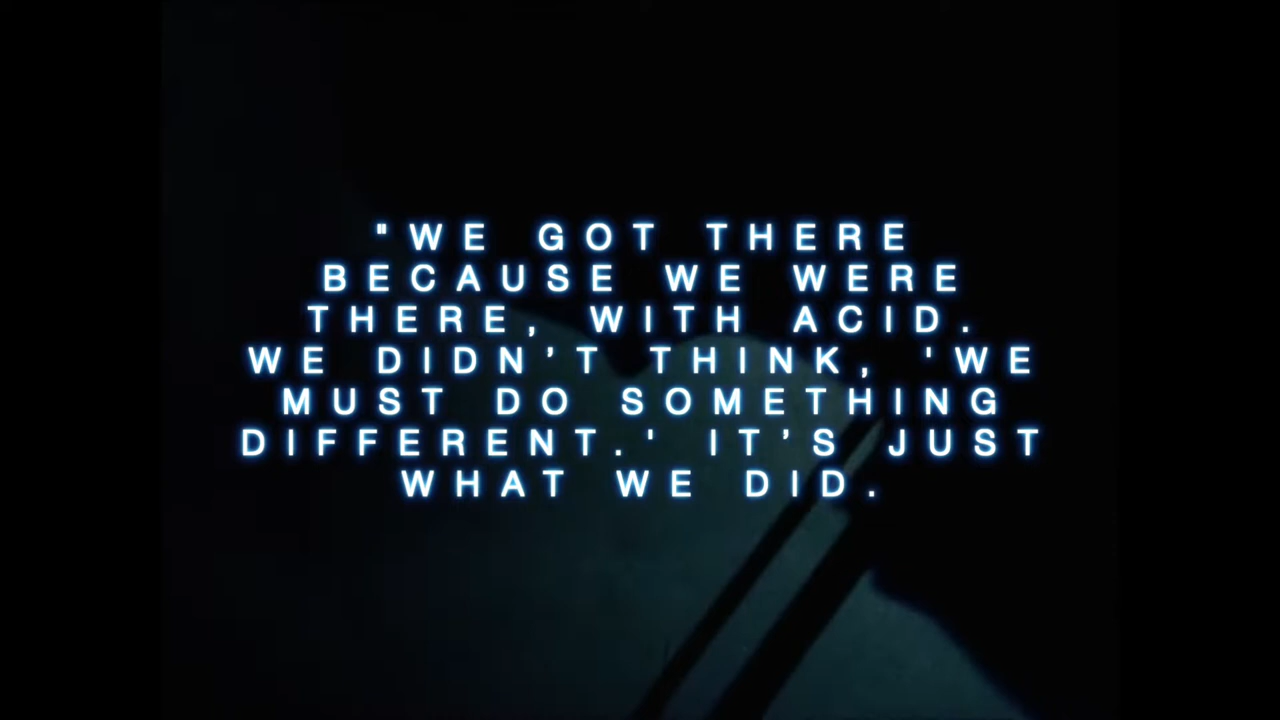 "WE GOT THERE
BECAUSE WE WERE
THERE, WITH ACID.
WE DIDN’T THINK, 'WE
MUST DO SOMETHING
DIFFERENT.' IT’S JUST
WHAT WE DID.